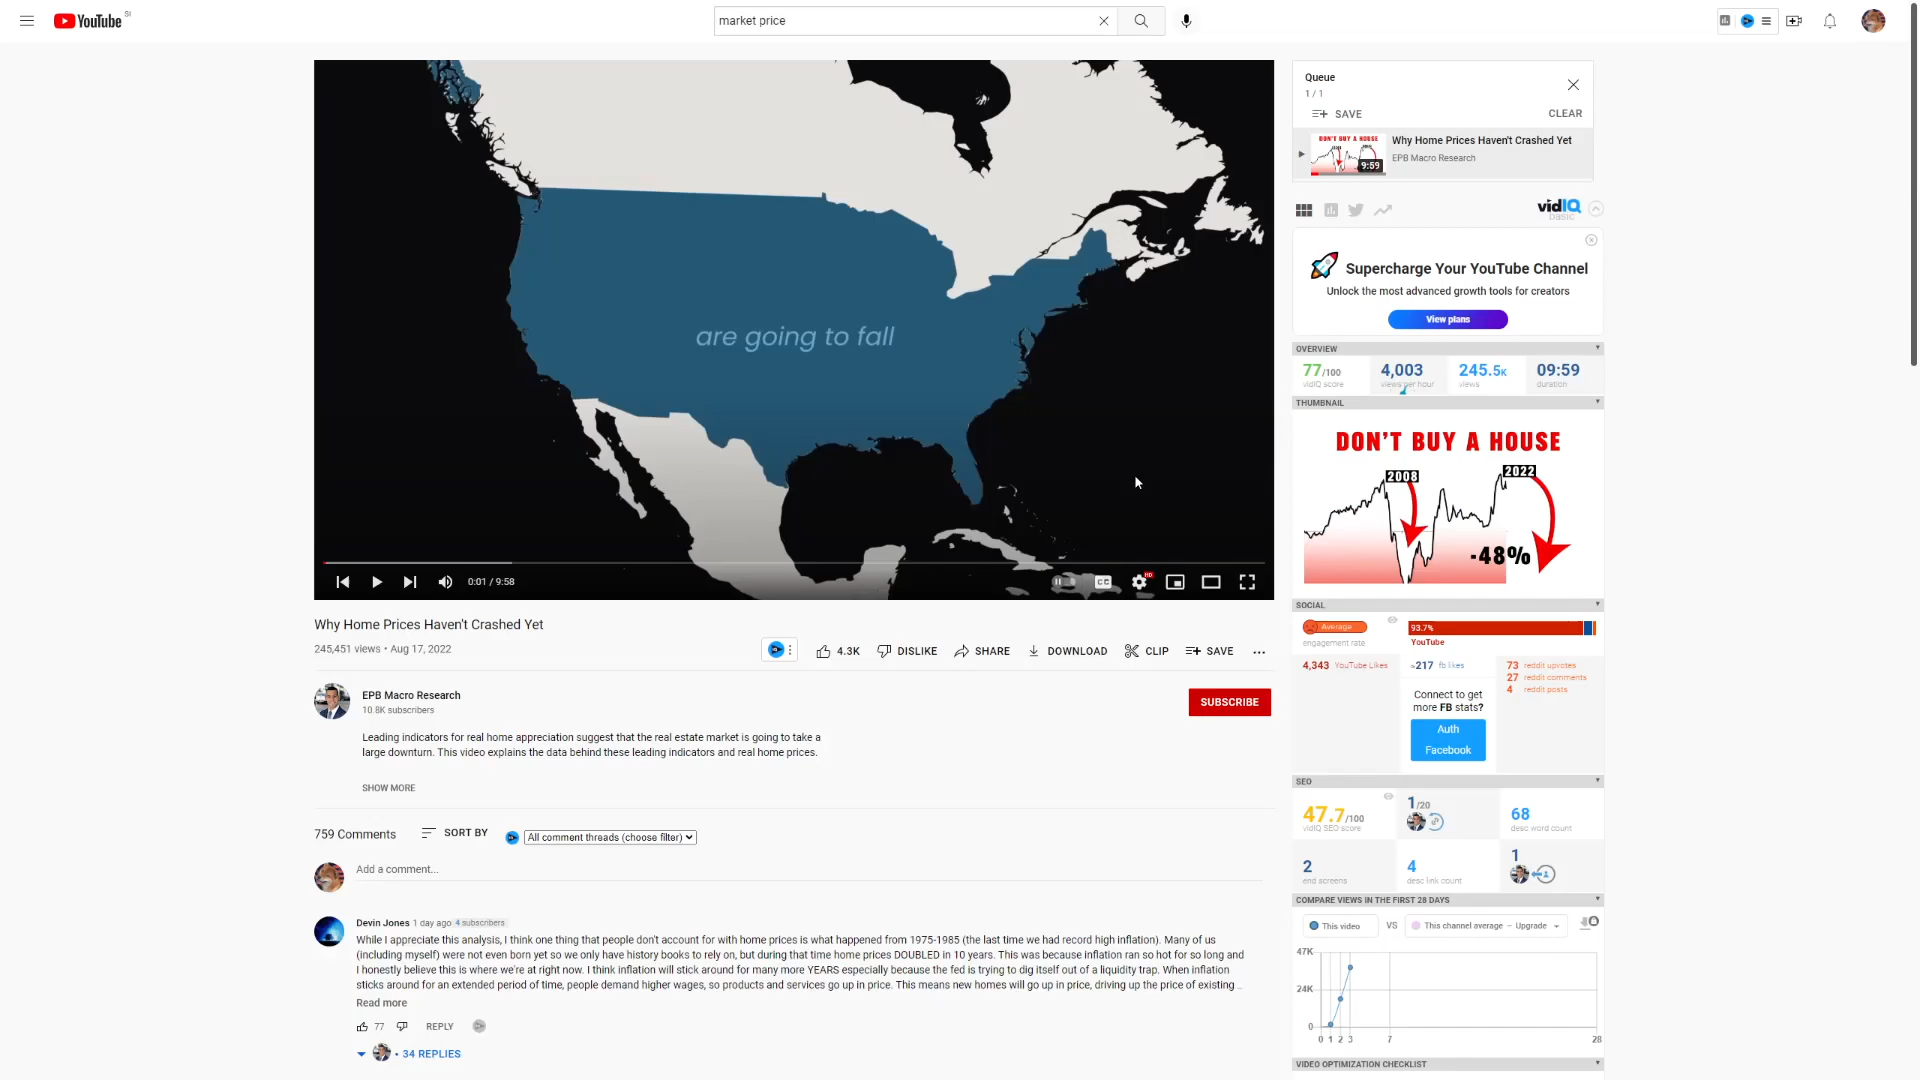 YouTube SI
market price
are going to fall
0:01 / 9:58
CC
HD
Why Home Prices Haven't Crashed Yet
245,451 views • Aug 17, 2022
4.3K
DISLIKE
SHARE
DOWNLOAD
CLIP
SAVE
EPB Macro Research
10.8K subscribers
SUBSCRIBE
Leading indicators for real home appreciation suggest that the real estate market is going to take a
large downturn. This video explains the data behind these leading indicators and real home prices.
SHOW MORE
759 Comments
SORT BY
All comment threads (choose filter)
Add a comment...
Devin Jones 1 day ago 4 subscribers
While I appreciate this analysis, I think one thing that people don't account for with home prices is what happened from 1975-1985 (the last time we had record high inflation). Many of us
(including myself) were not even born yet so we only have history books to rely on, but during that time home prices DOUBLED in 10 years. This was because inflation ran so hot for so long and
I honestly believe this is where we're at right now. I think inflation will stick around for many more YEARS especially because the fed is trying to dig itself out of a liquidity trap. When inflation
sticks around for an extended period of time, people demand higher wages, so products and services go up in price. This means new homes will go up in price, driving up the price of existing ...
Read more
77
REPLY
• 34 REPLIES
Queue
1 / 1
SAVE
CLEAR
DON'T BUY A HOUSE
9:59
Why Home Prices Haven't Crashed Yet
EPB Macro Research
vidIQ
basic
Supercharge Your YouTube Channel
Unlock the most advanced growth tools for creators
View plans
OVERVIEW
77/100
vidIQ score
4,003
views per hour
245.5K
views
09:59
duration
THUMBNAIL
DON'T BUY A HOUSE
2008
2022
-48%
SOCIAL
Average
engagement rate
93.7%
YouTube
4,343 YouTube Likes
217 fb likes
73 reddit upvotes
27 reddit comments
4 reddit posts
Connect to get
more FB stats?
Auth
Facebook
SEO
47.7/100
vidIQ SEO score
1/20
68
desc word count
2
end screens
4
desc link count
1
COMPARE VIEWS IN THE FIRST 28 DAYS
This video
VS
This channel average – Upgrade
47K
24K
0
0 1 2 3 7 28
VIDEO OPTIMIZATION CHECKLIST